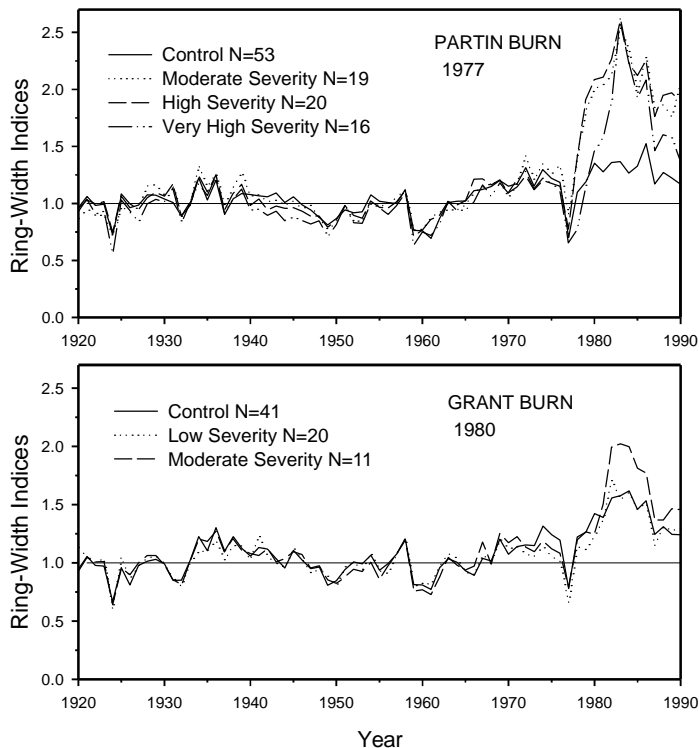 2.5
2.0
1.5
1.0
0.5
0.0
Ring-Width Indices
Control N=53
Moderate Severity N=19
High Severity N=20
Very High Severity N=16
PARTIN BURN
1977
1920 1930 1940 1950 1960 1970 1980 1990
2.5
2.0
1.5
1.0
0.5
0.0
Ring-Width Indices
Control N=41
Low Severity N=20
Moderate Severity N=11
GRANT BURN
1980
1920 1930 1940 1950 1960 1970 1980 1990
Year